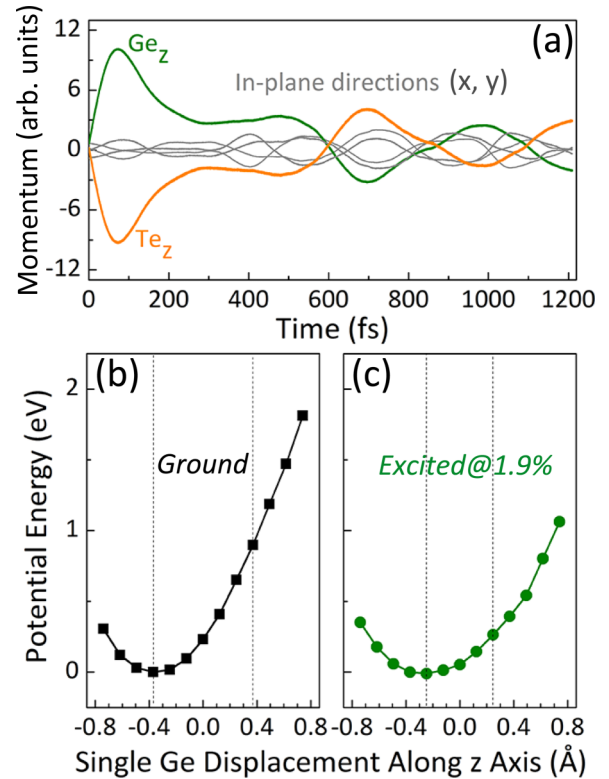 12
6
0
-6
-12
Momentum (arb. units)
Ge_z
(a)
In-plane directions (x, y)
Te_z
0 200 400 600 800 1000 1200
Time (fs)
2
1
0
Potential Energy (eV)
(b)
Ground
(c)
Excited@1.9%
-0.8 -0.4 0.0 0.4 0.8
-0.8 -0.4 0.0 0.4 0.8
Single Ge Displacement Along z Axis (Å)